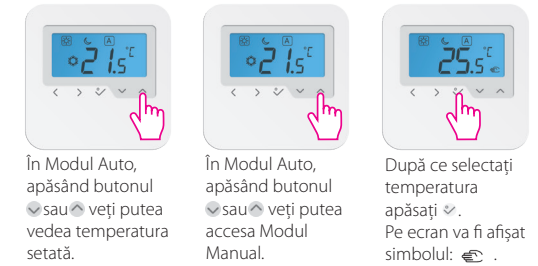 21.5°C
A
21.5°C
A
25.5°C
A
În Modul Auto,
apăsând butonul
sau veți putea
vedea temperatura
setată.
În Modul Auto,
apăsând butonul
sau veți putea
accesa Modul
Manual.
După ce selectați
temperatura
apăsați .
Pe ecran va fi afișat
simbolul: .